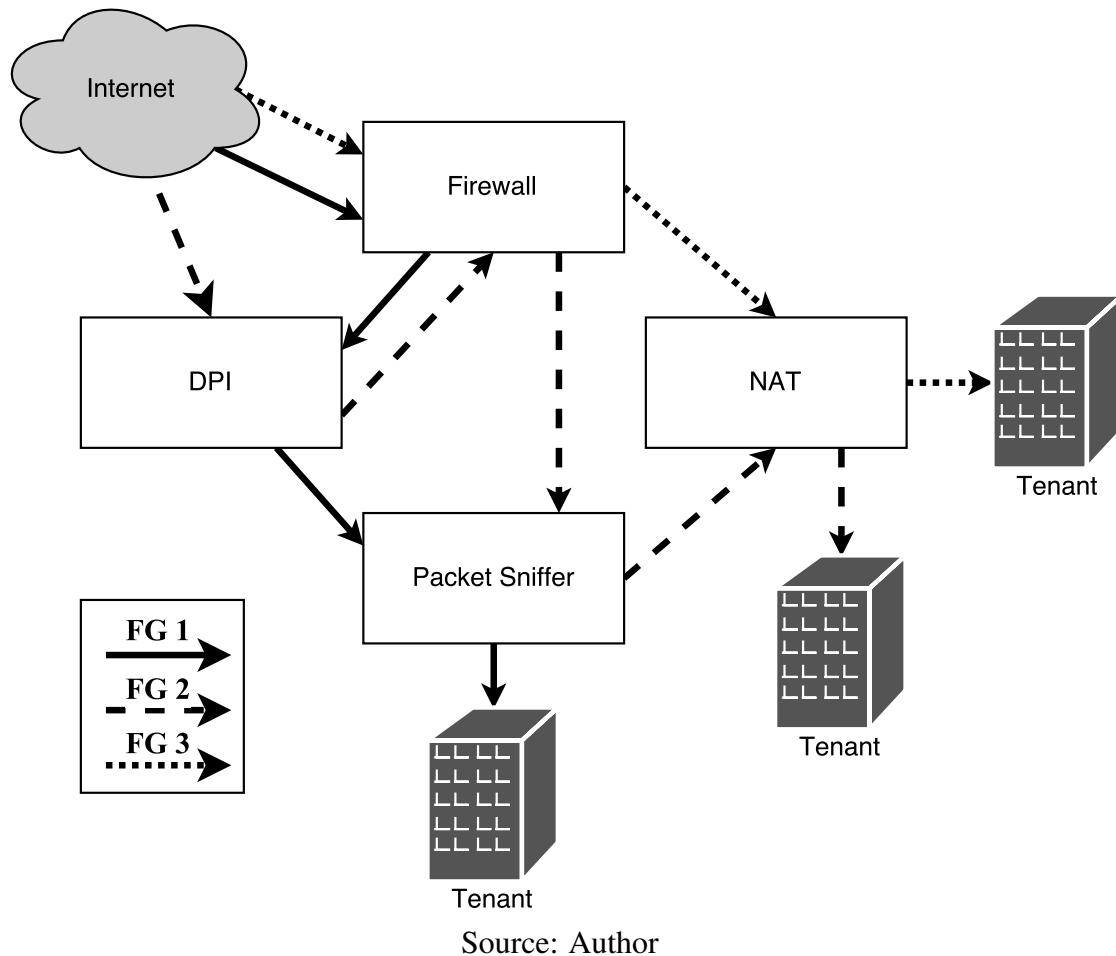 Internet
Firewall
DPI
NAT
Tenant
Packet Sniffer
FG 1
FG 2
FG 3
Tenant
Tenant
Source: Author